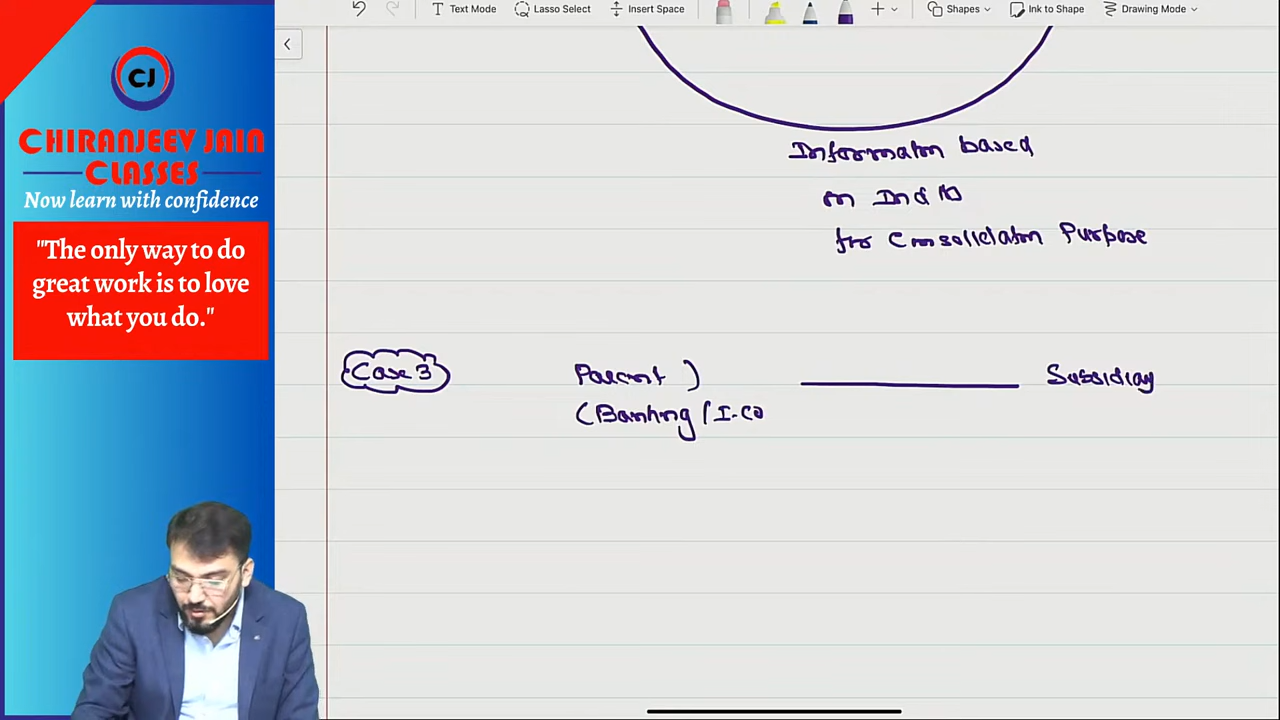 Text Mode Lasso Select Insert Space Shapes Ink to Shape Drawing Mode
CJ
CHIRANJEEV JAIN
CLASSES
Now learn with confidence
"The only way to do
great work is to love
what you do."
Informaton based
on Ind AS
for Consolidaton Purpose
Case 3 Parent ) Subsidiary
(Banking / I-co